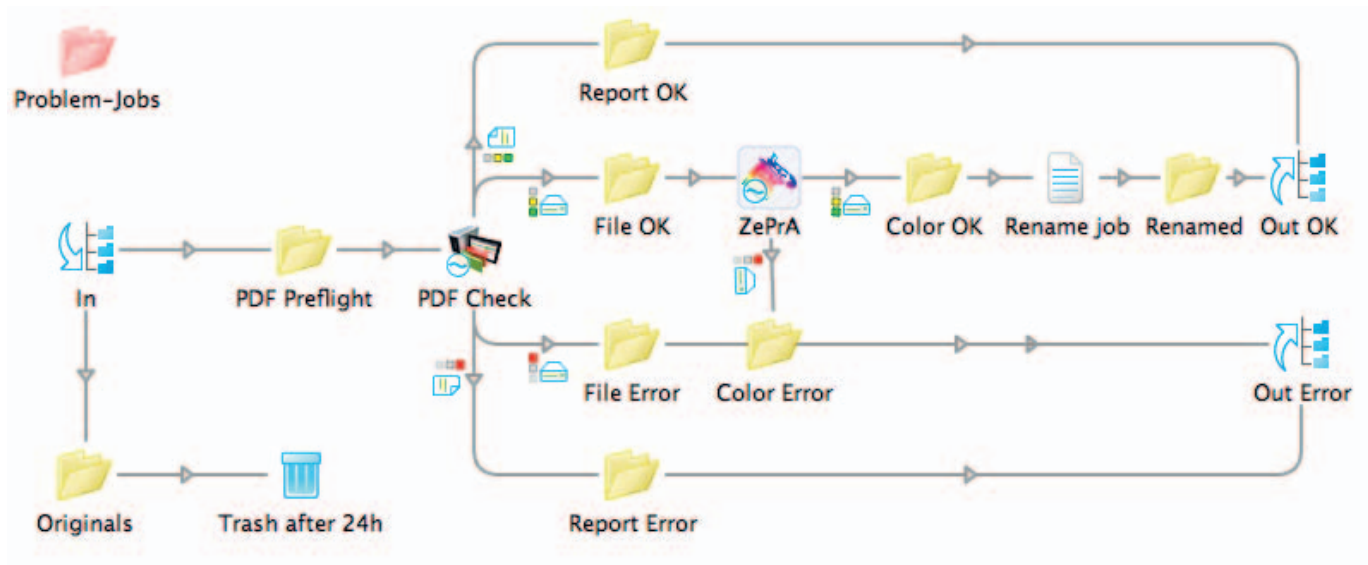 Problem-Jobs
Report OK
File OK
ZePrA
Color OK
Rename job
Renamed
Out OK
In
PDF Preflight
PDF Check
File Error
Color Error
Out Error
Originals
Trash after 24h
Report Error